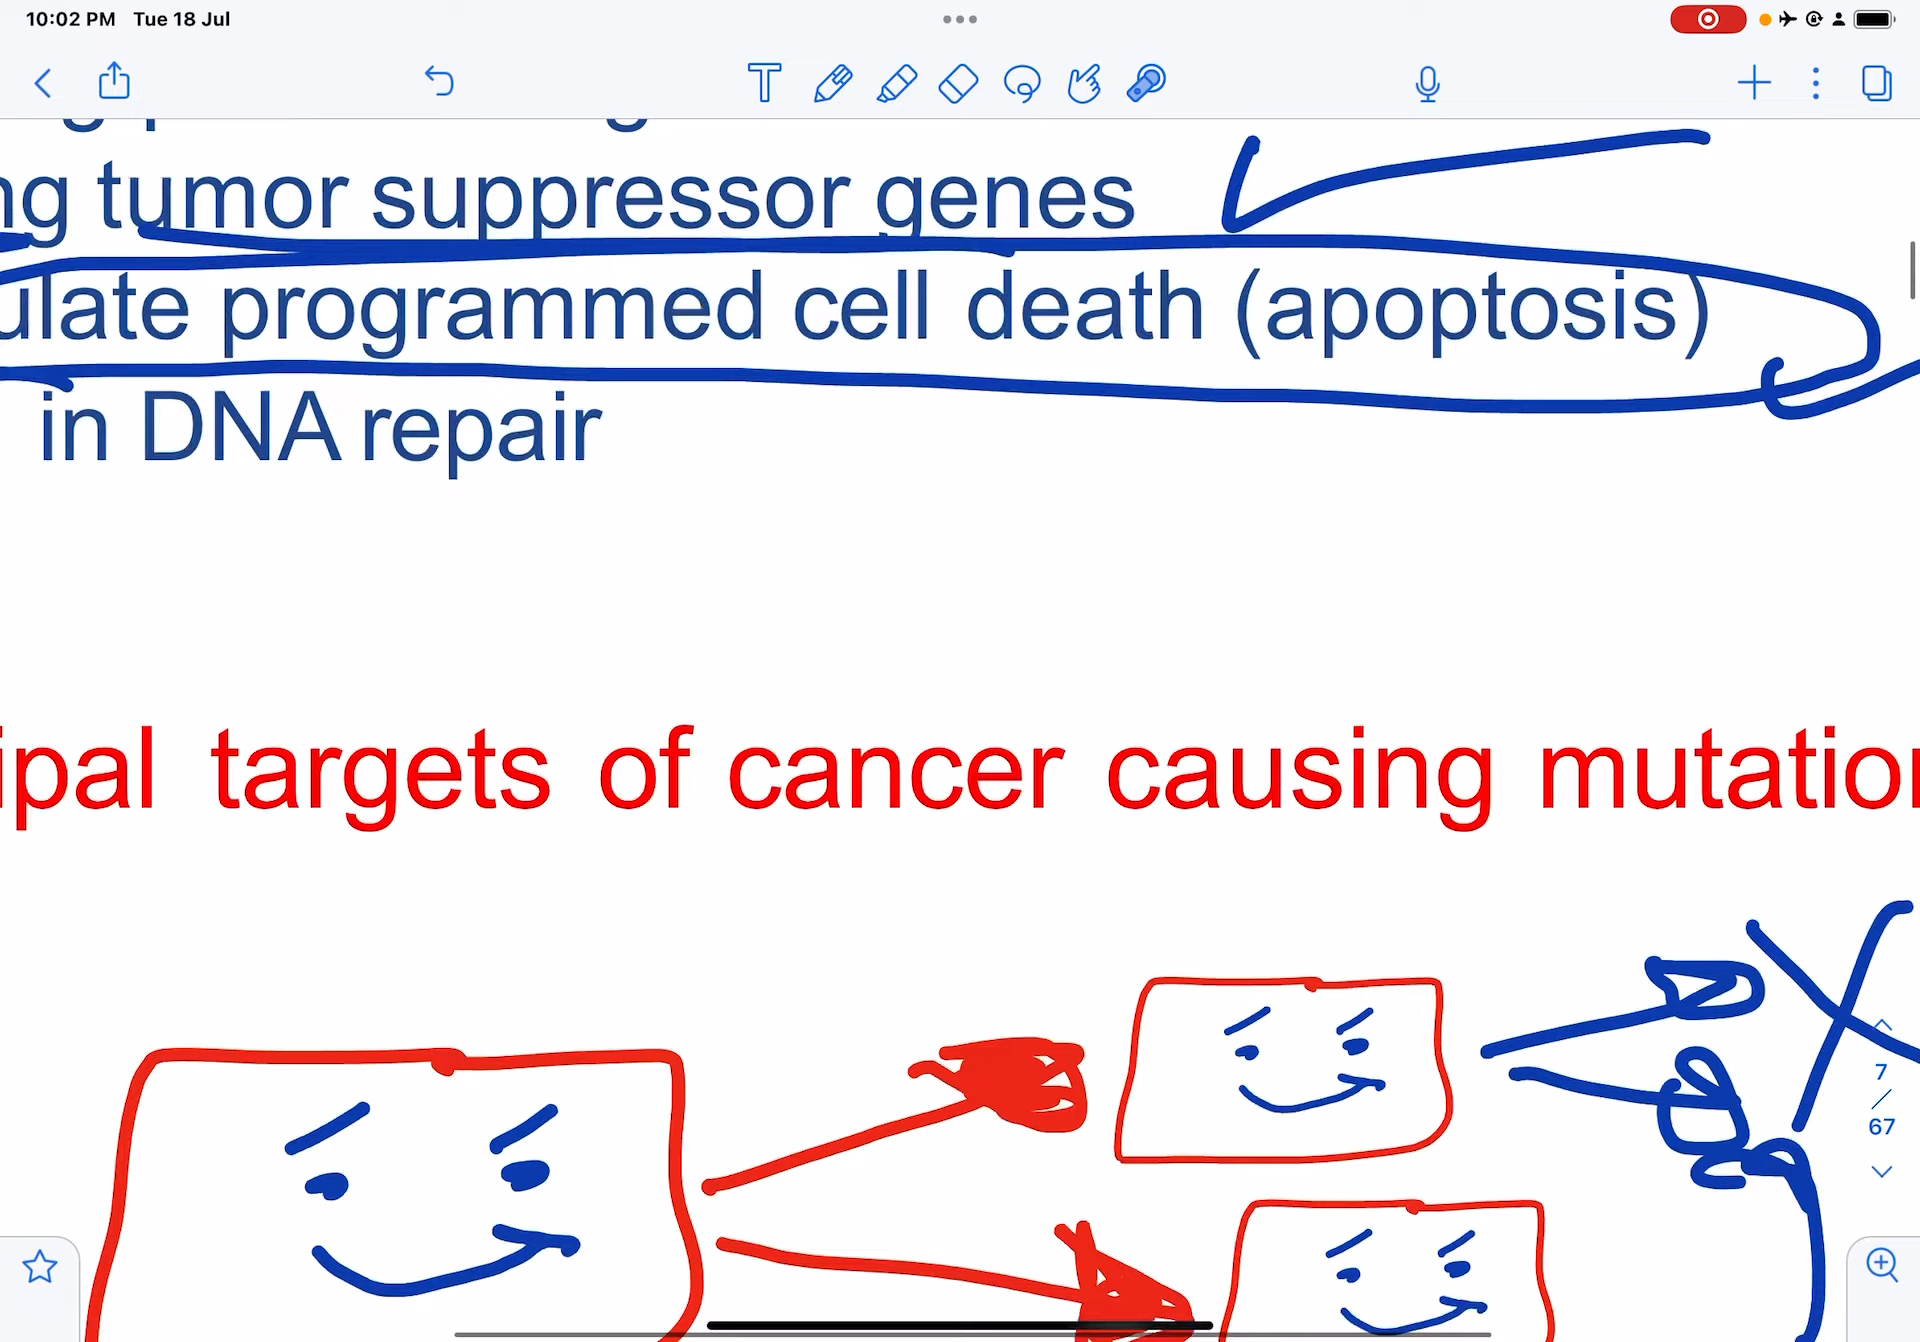 10:02 PM Tue 18 Jul
ng tumor suppressor genes
ulate programmed cell death (apoptosis)
in DNA repair
ipal targets of cancer causing mutation
7
/
67